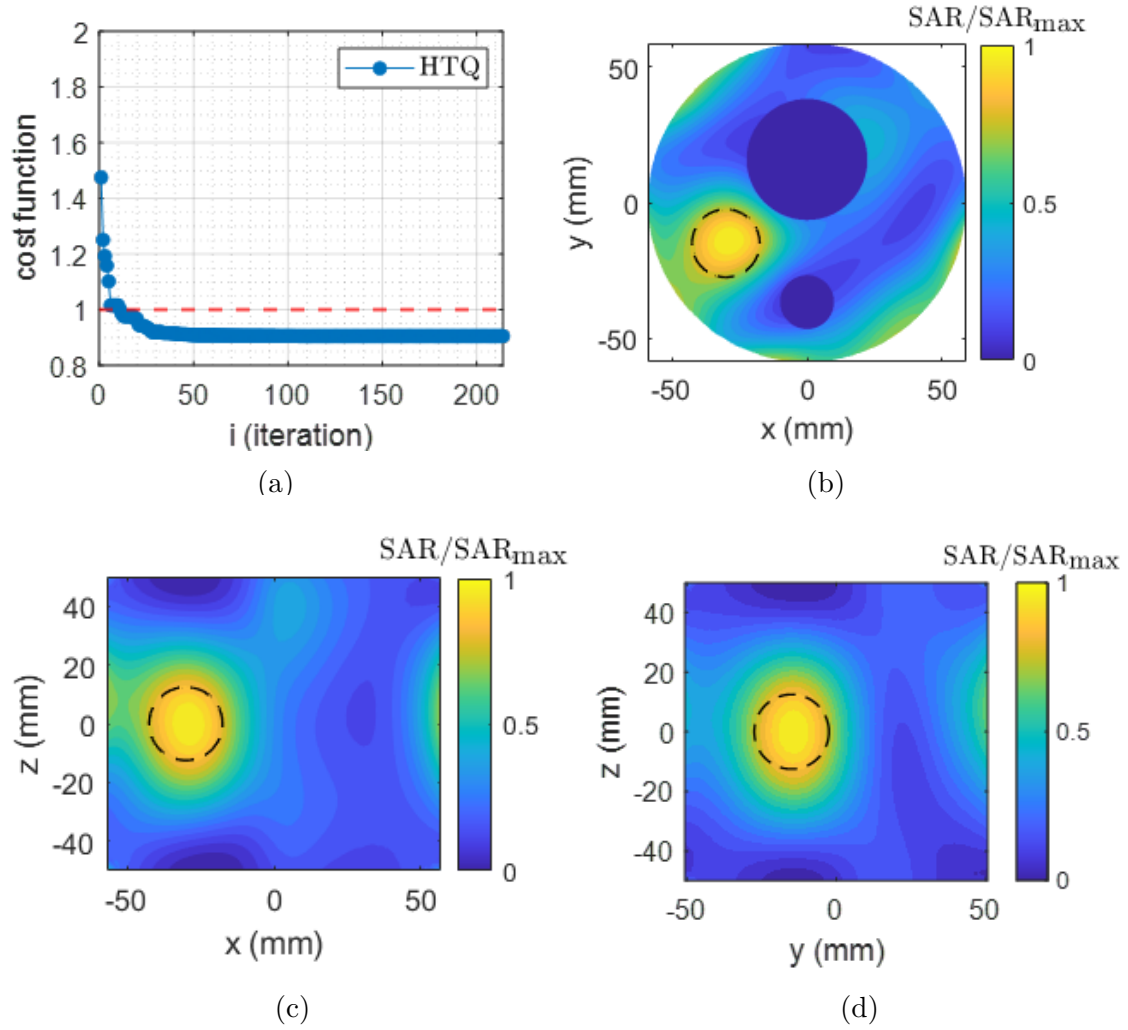 2
1.8
1.6
1.4
1.2
1
0.8
cost function
HTQ
0 50 100 150 200
i (iteration)
(a)
SAR/SARmax
50
0
-50
y (mm)
-50 0 50
x (mm)
1
0.5
0
(b)
SAR/SARmax
40
20
0
-20
-40
z (mm)
-50 0 50
x (mm)
1
0.5
0
(c)
SAR/SARmax
40
20
0
-20
-40
z (mm)
-50 0 50
y (mm)
1
0.5
0
(d)